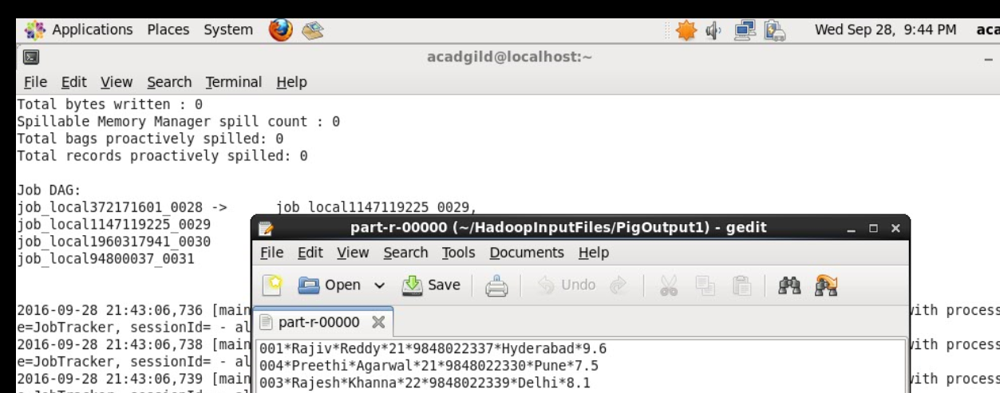 Applications Places System Wed Sep 28, 9:44 PM aca
acadgild@localhost:~
File Edit View Search Terminal Help
Total bytes written : 0
Spillable Memory Manager spill count : 0
Total bags proactively spilled: 0
Total records proactively spilled: 0
Job DAG:
job_local372171601_0028 -> job_local1147119225_0029,
job_local1147119225_0029
job_local1960317941_0030
job_local94800037_0031
2016-09-28 21:43:06,736 [main with process
e=JobTracker, sessionId= - al
2016-09-28 21:43:06,738 [main with process
e=JobTracker, sessionId= - al
2016-09-28 21:43:06,739 [main with process
part-r-00000 (~/HadoopInputFiles/PigOutput1) - gedit
File Edit View Search Tools Documents Help
Open Save Undo
part-r-00000
001*Rajiv*Reddy*21*9848022337*Hyderabad*9.6
004*Preethi*Agarwal*21*9848022330*Pune*7.5
003*Rajesh*Khanna*22*9848022339*Delhi*8.1